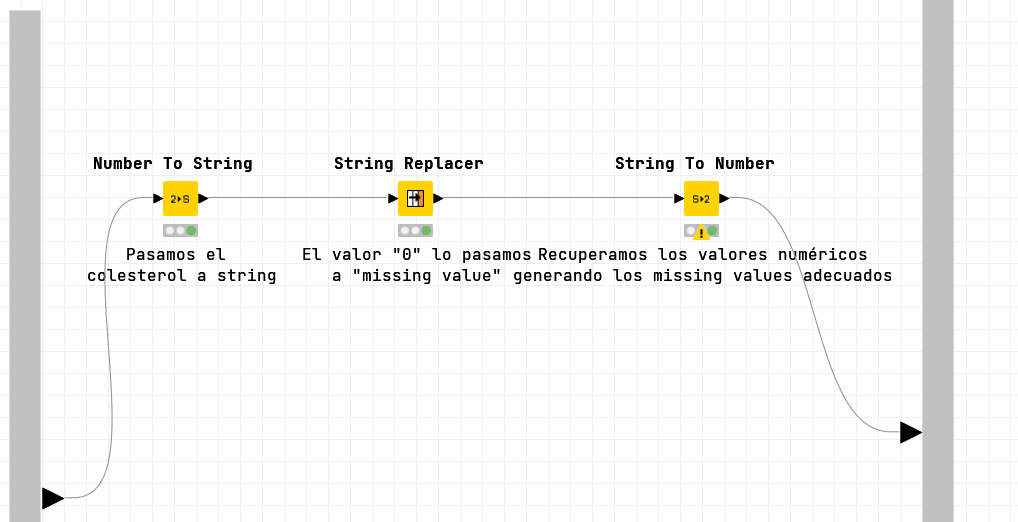 Number To String
String Replacer
String To Number
2▸S
S▸2
Pasamos el
colesterol a string
El valor "0" lo pasamos
a "missing value"
Recuperamos los valores numéricos
generando los missing values adecuados